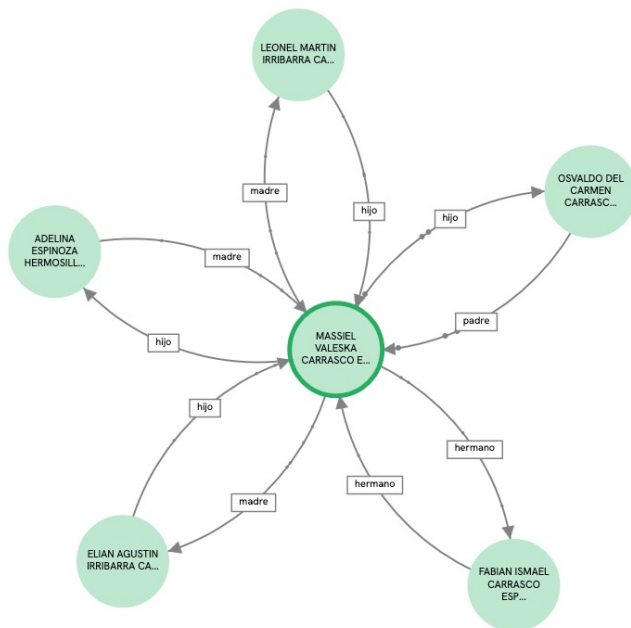 LEONEL MARTIN
IRRIBARRA CA...
OSVALDO DEL
CARMEN
CARRASC...
madre
hijo
hijo
ADELINA
ESPINOZA
HERMOSILL...
madre
padre
hijo
MASSIEL
VALESKA
CARRASCO E...
hijo
hermano
hermano
madre
ELIAN AGUSTIN
IRRIBARRA CA...
FABIAN ISMAEL
CARRASCO
ESP...